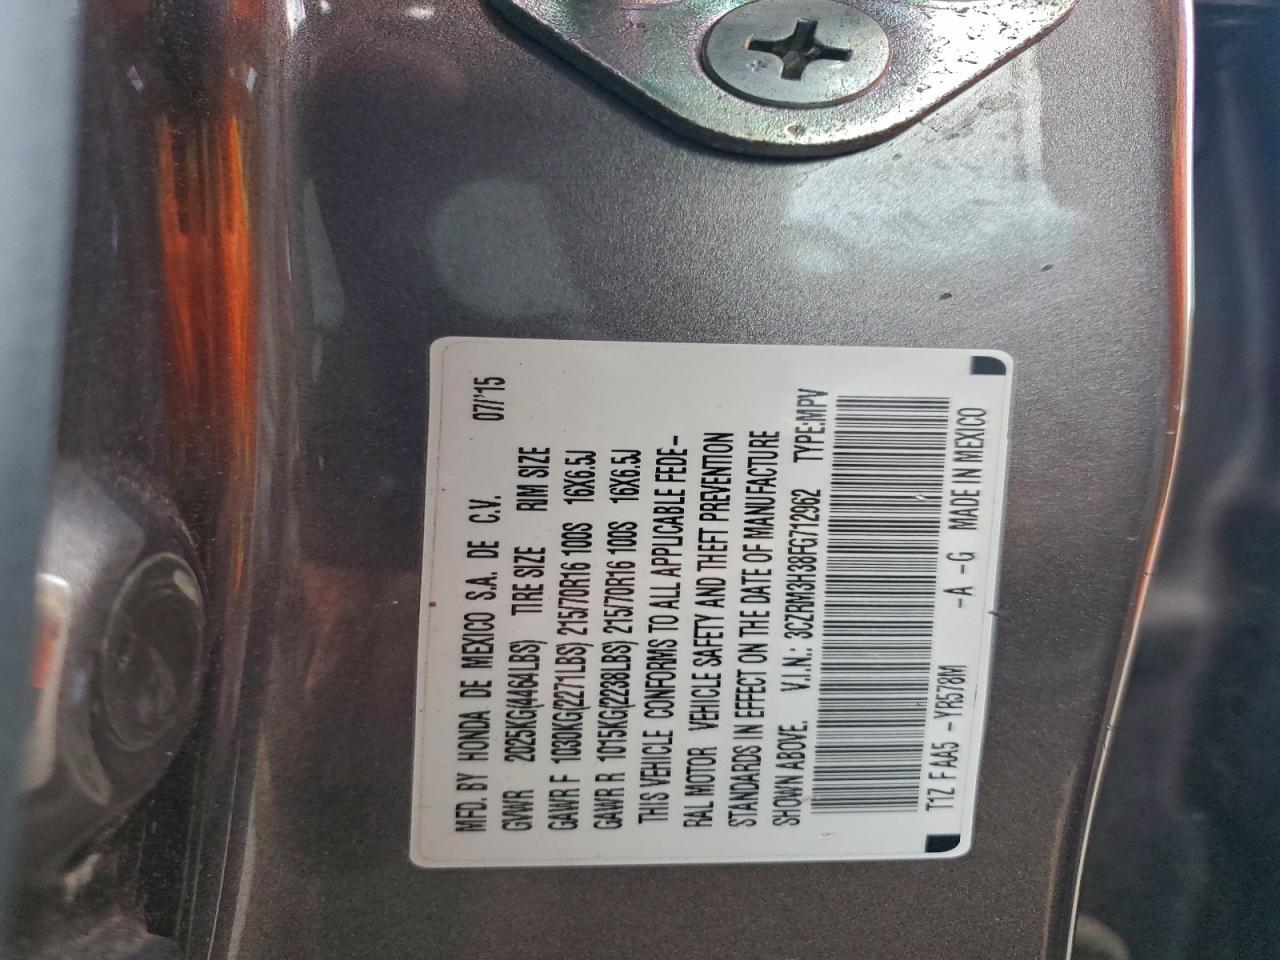 MFD. BY HONDA DE MEXICO S.A. DE C.V. 07/'15
GVWR 2025KG(4464LBS) TIRE SIZE RIM SIZE
GAWR F 1030KG(2271LBS) 215/70R16 100S 16X6.5J
GAWR R 1015KG(2238LBS) 215/70R16 100S 16X6.5J
THIS VEHICLE CONFORMS TO ALL APPLICABLE FEDE-
RAL MOTOR VEHICLE SAFETY AND THEFT PREVENTION
STANDARDS IN EFFECT ON THE DATE OF MANUFACTURE
SHOWN ABOVE. V.I.N.: 3CZRM3H38FG712962 TYPE:MPV
T1Z F AA5 -YR578M -A -G MADE IN MEXICO